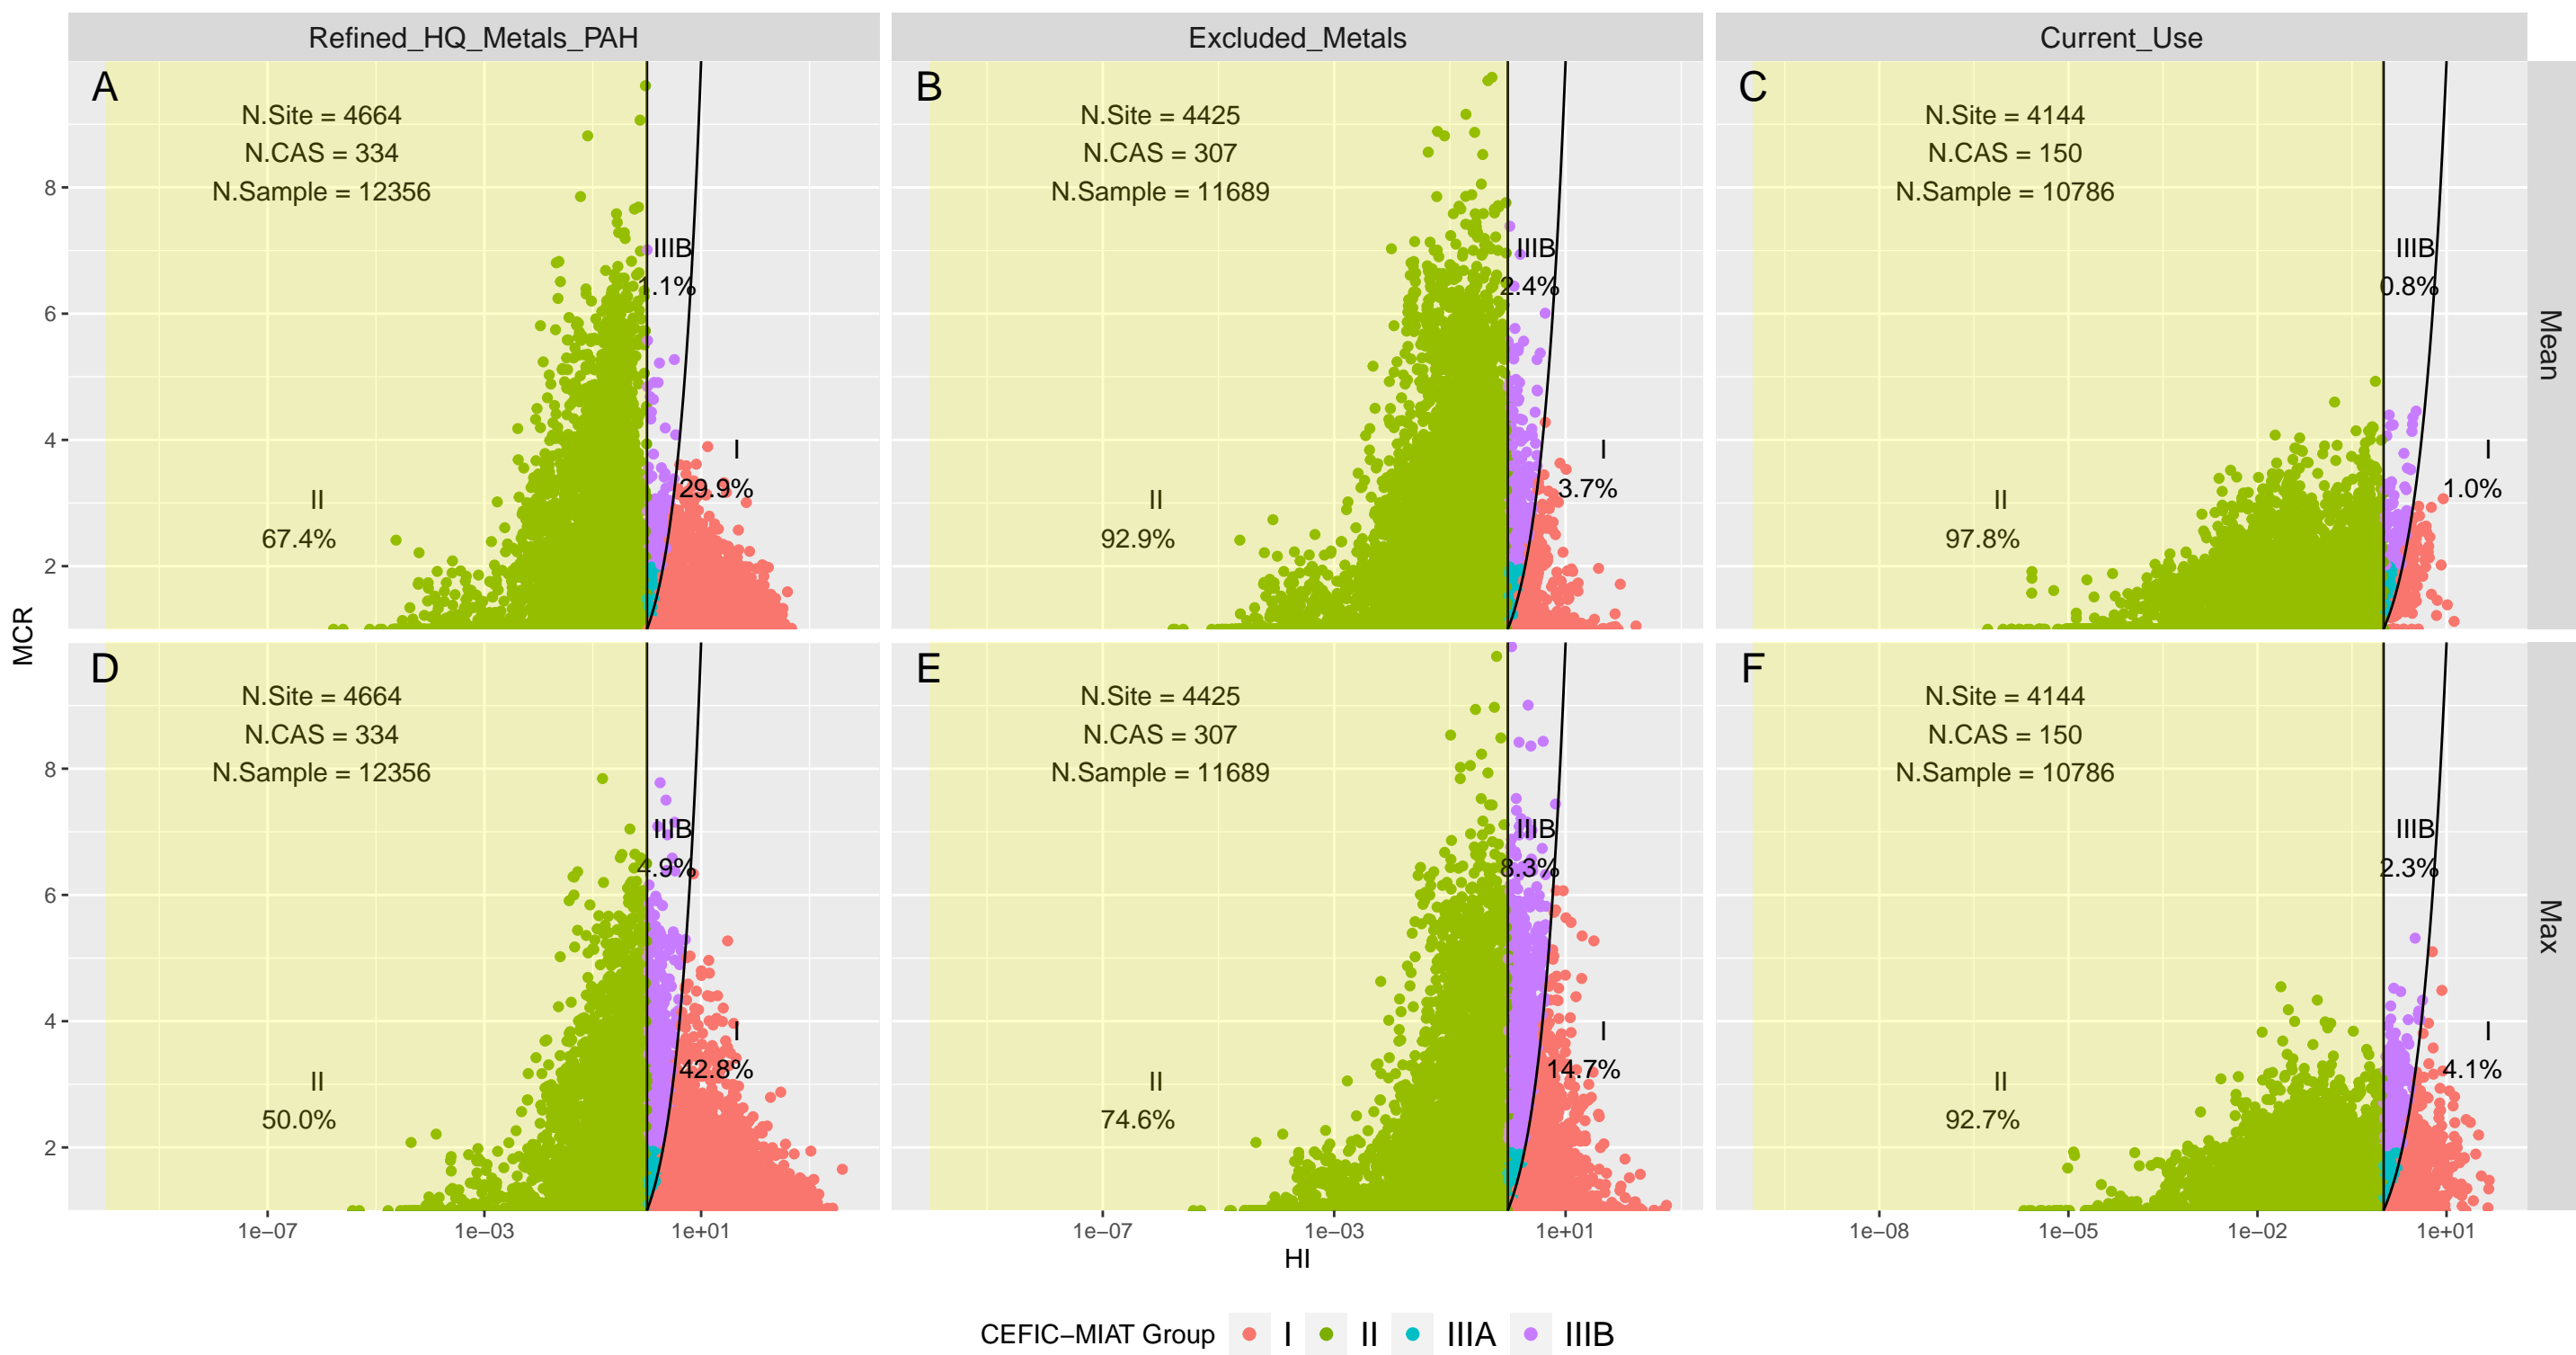 Refined_HQ_Metals_PAH
Excluded_Metals
Current_Use
A
N.Site = 4664
N.CAS = 334
N.Sample = 12356
IIIB
1.1%
I
29.9%
II
67.4%
B
N.Site = 4425
N.CAS = 307
N.Sample = 11689
IIIB
2.4%
I
3.7%
II
92.9%
C
N.Site = 4144
N.CAS = 150
N.Sample = 10786
IIIB
0.8%
I
1.0%
II
97.8%
Mean
8
6
4
2
MCR
D
N.Site = 4664
N.CAS = 334
N.Sample = 12356
IIIB
4.9%
I
42.8%
II
50.0%
E
N.Site = 4425
N.CAS = 307
N.Sample = 11689
IIIB
8.3%
I
14.7%
II
74.6%
F
N.Site = 4144
N.CAS = 150
N.Sample = 10786
IIIB
2.3%
I
4.1%
II
92.7%
Max
8
6
4
2
1e−07 1e−03 1e+01
1e−07 1e−03 1e+01
1e−08 1e−05 1e−02 1e+01
HI
CEFIC−MIAT Group I II IIIA IIIB